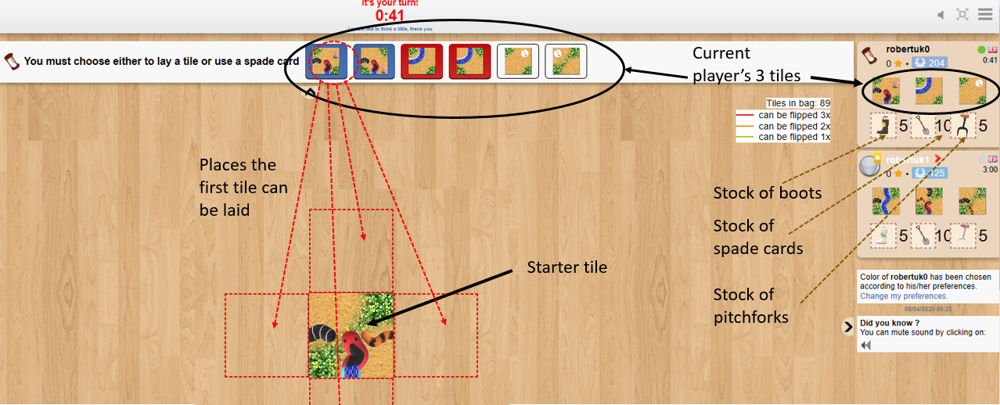 It's your turn!
0:41
I would like to think a little, thank you
You must choose either to lay a tile or use a spade card
Current
player's 3 tiles
robertuk0
0 • 204
0:41
Tiles in bag: 89
can be flipped 3x
can be flipped 2x
can be flipped 1x
5 10 5
robertuk1
0 • 125
3:00
5 10 5
Places the
first tile can
be laid
Stock of boots
Stock of
spade cards
Starter tile
Stock of
pitchforks
Color of robertuk0 has been chosen
according to his/her preferences.
Change my preferences.
08/04/2020 08:23
Did you know ?
You can mute sound by clicking on: